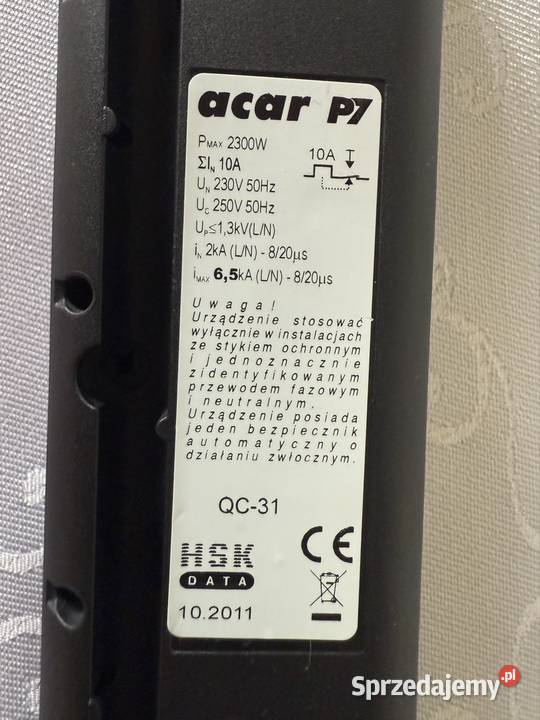 acar P7
PMAX 2300W
ΣIN 10A
UN 230V 50Hz
UC 250V 50Hz
UP≤1,3kV(L/N)
iN 2kA (L/N) - 8/20µs
iMAX 6,5kA (L/N) - 8/20µs
10A
Uwaga!
Urządzenie stosować
wyłącznie w instalacjach
ze stykiem ochronnym
i jednoznacznie
zidentyfikowanym
przewodem fazowym
i neutralnym.
Urządzenie posiada
jeden bezpiecznik
automatyczny o
działaniu zwłocznym.
QC-31
HSK
DATA
CE
10.2011
Sprzedajemy.pl